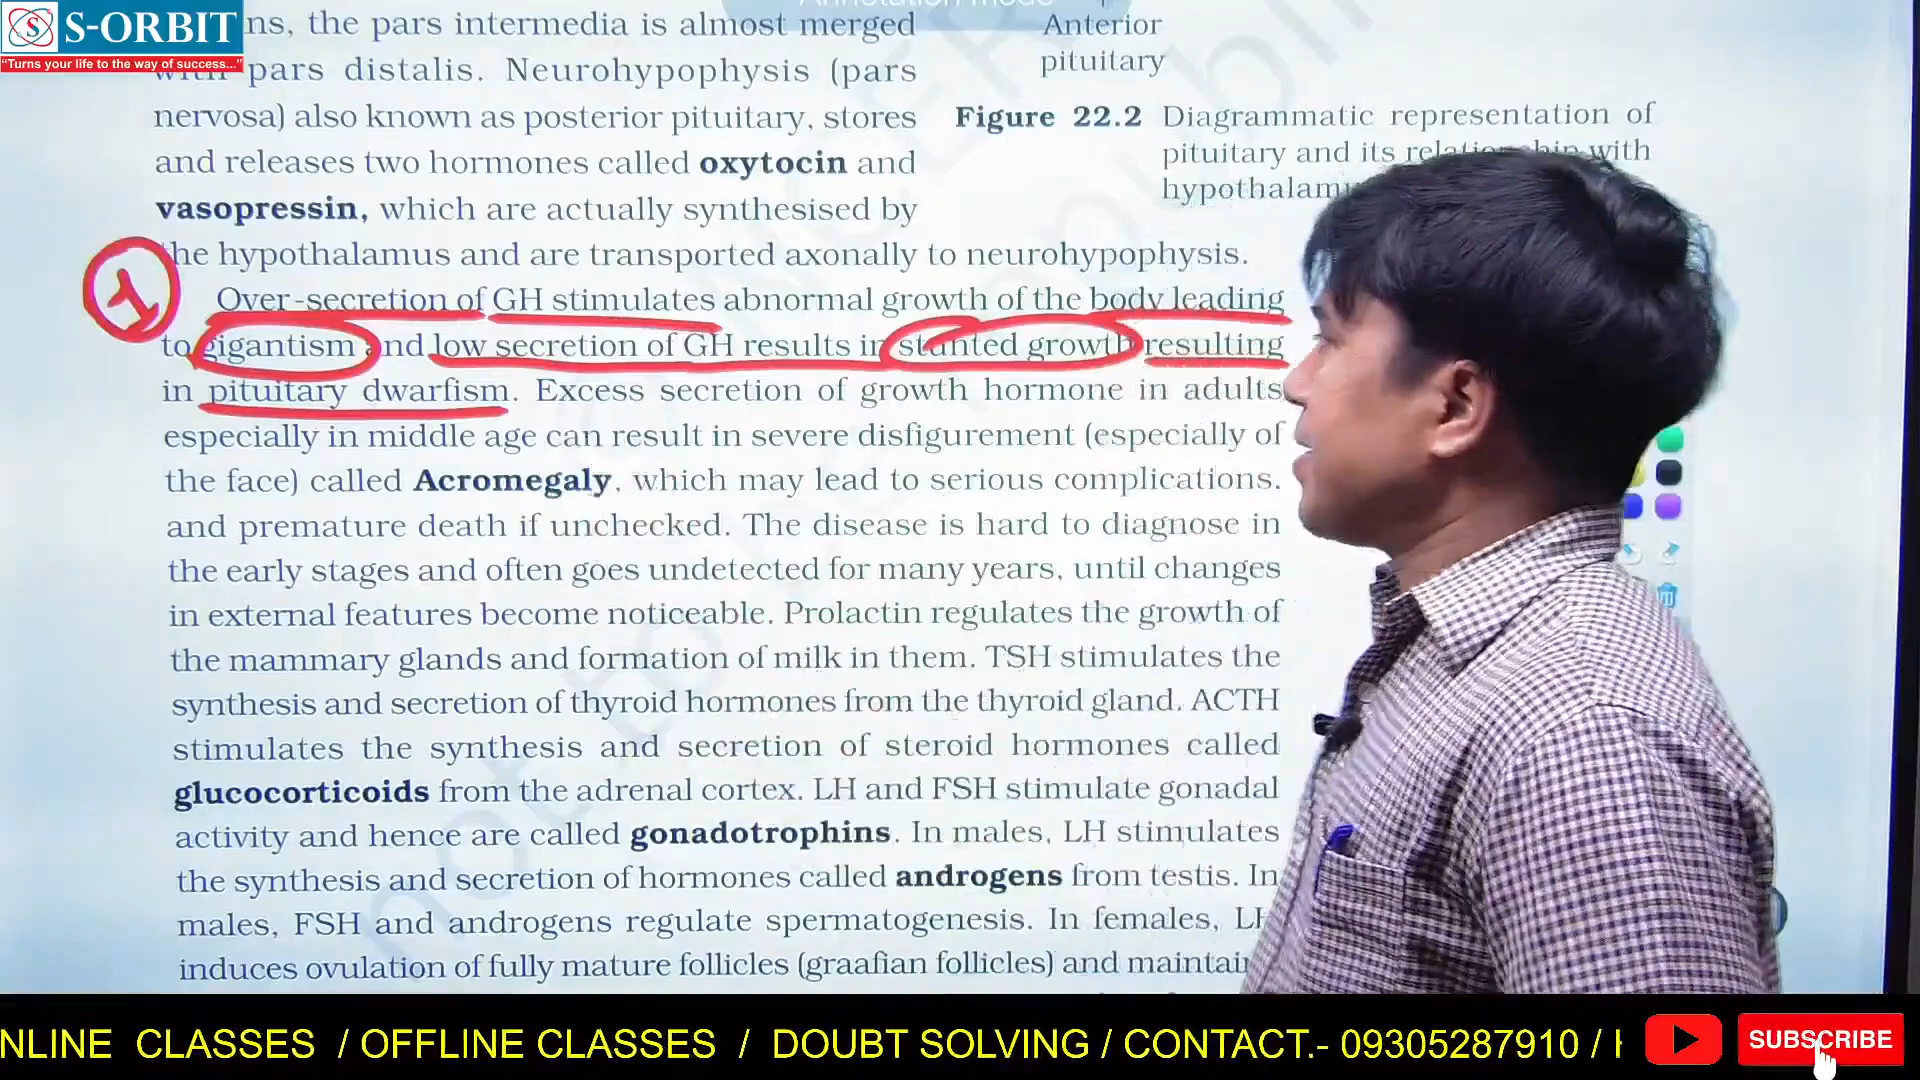 S-ORBIT
"Turns your life to the way of success..."
Annotation mode
ns, the pars intermedia is almost merged
with pars distalis. Neurohypophysis (pars
nervosa) also known as posterior pituitary, stores
and releases two hormones called oxytocin and
vasopressin, which are actually synthesised by
the hypothalamus and are transported axonally to neurohypophysis.
Anterior
pituitary
Figure 22.2 Diagrammatic representation of
pituitary and its relationship with
hypothalamu
1
Over-secretion of GH stimulates abnormal growth of the body leading
to gigantism and low secretion of GH results in stunted growth resulting
in pituitary dwarfism. Excess secretion of growth hormone in adults
especially in middle age can result in severe disfigurement (especially of
the face) called Acromegaly, which may lead to serious complications,
and premature death if unchecked. The disease is hard to diagnose in
the early stages and often goes undetected for many years, until changes
in external features become noticeable. Prolactin regulates the growth of
the mammary glands and formation of milk in them. TSH stimulates the
synthesis and secretion of thyroid hormones from the thyroid gland. ACTH
stimulates the synthesis and secretion of steroid hormones called
glucocorticoids from the adrenal cortex. LH and FSH stimulate gonadal
activity and hence are called gonadotrophins. In males, LH stimulates
the synthesis and secretion of hormones called androgens from testis. In
males, FSH and androgens regulate spermatogenesis. In females, LH
induces ovulation of fully mature follicles (graafian follicles) and maintain
NLINE CLASSES / OFFLINE CLASSES / DOUBT SOLVING / CONTACT.- 09305287910 /
SUBSCRIBE